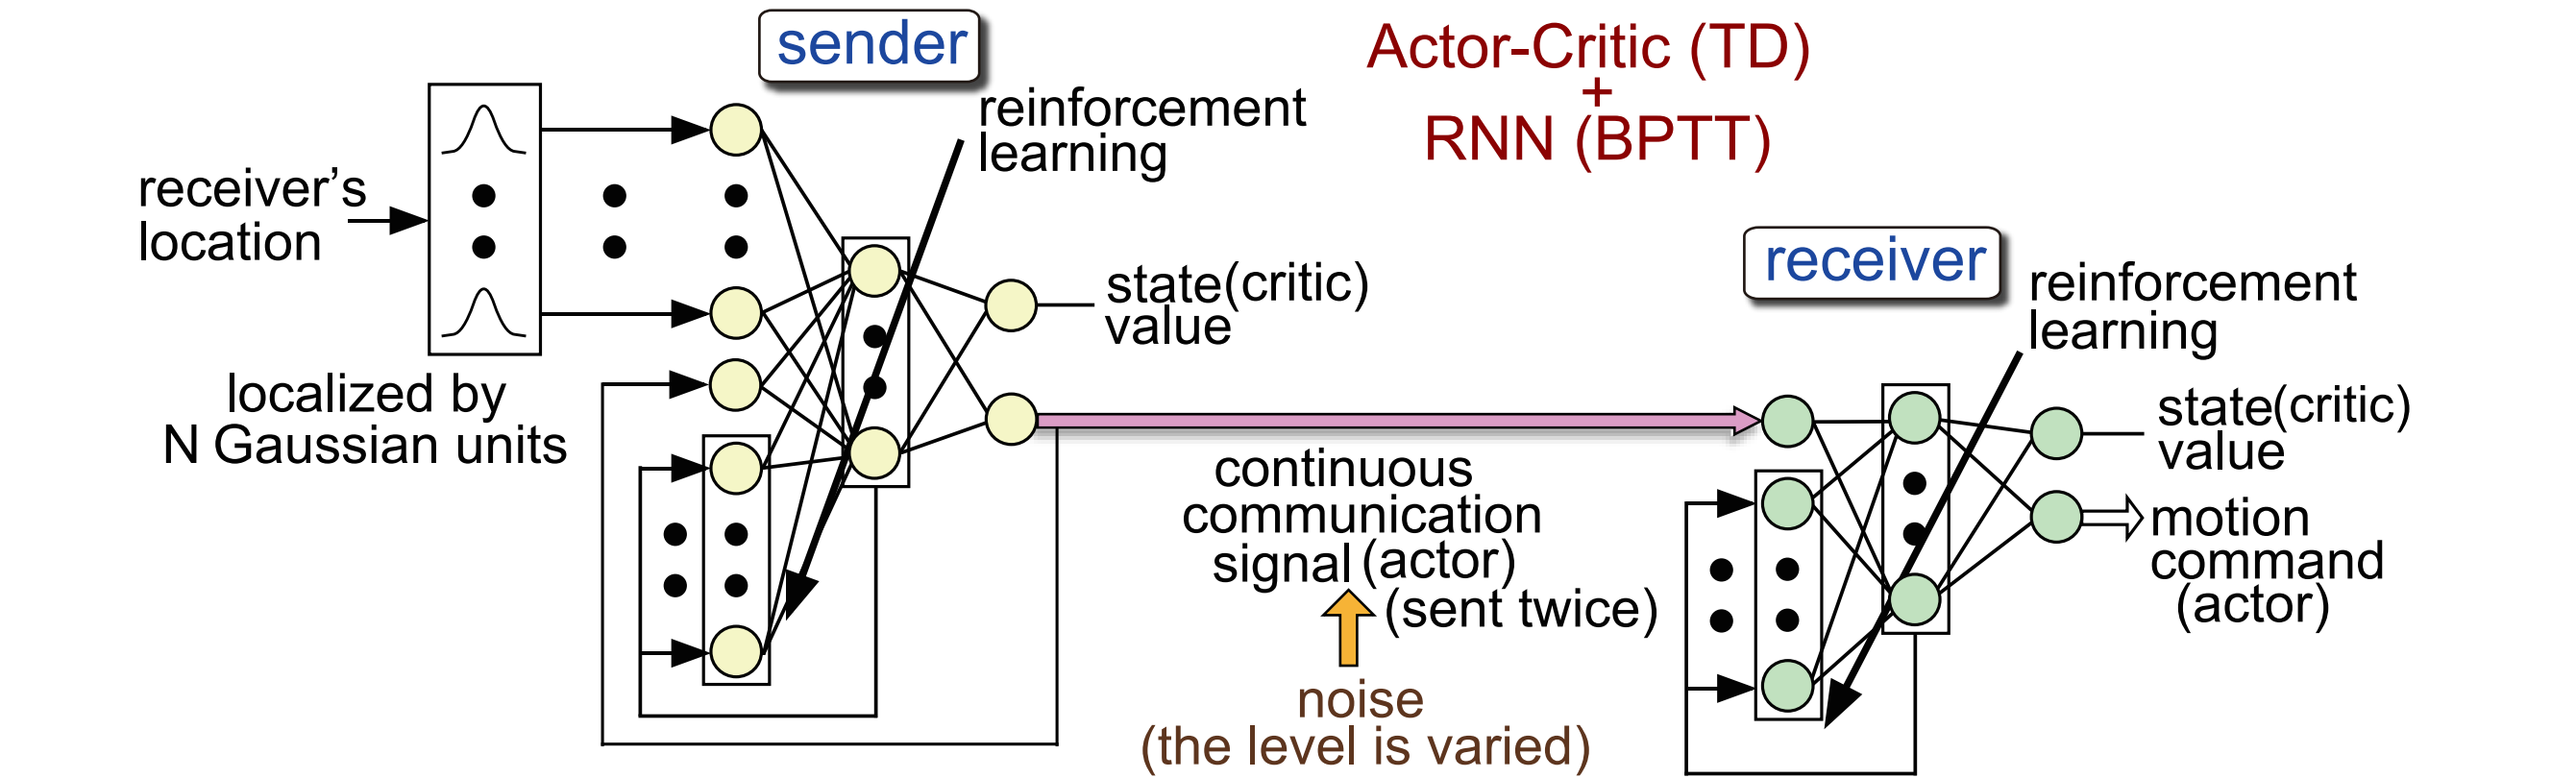 sender
Actor-Critic (TD)
+
RNN (BPTT)
reinforcement
learning
receiver's
location
localized by
N Gaussian units
state(critic)
value
continuous
communication
signal (actor)
(sent twice)
noise
(the level is varied)
receiver
reinforcement
learning
state(critic)
value
motion
command
(actor)